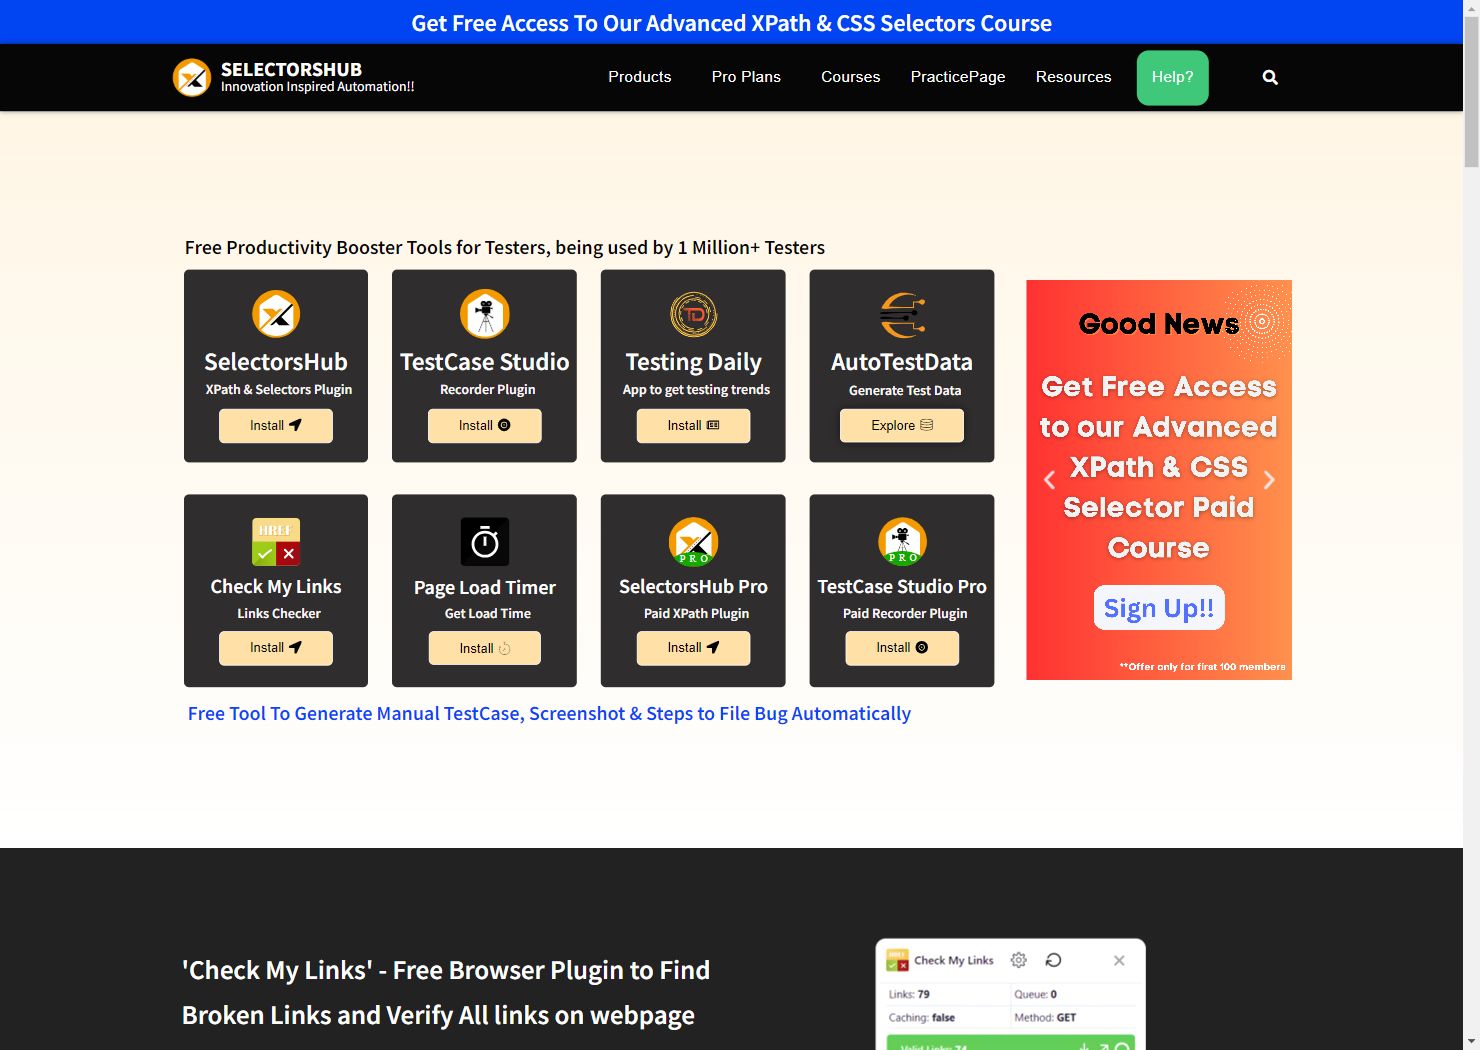 Get Free Access To Our Advanced XPath & CSS Selectors Course
SELECTORSHUB
Innovation Inspired Automation!!
Products
Pro Plans
Courses
PracticePage
Resources
Help?
Free Productivity Booster Tools for Testers, being used by 1 Million+ Testers
SelectorsHub
XPath & Selectors Plugin
Install
TestCase Studio
Recorder Plugin
Install
TD
Testing Daily
App to get testing trends
Install
AutoTestData
Generate Test Data
Explore
HREF
Check My Links
Links Checker
Install
Page Load Timer
Get Load Time
Install
PRO
SelectorsHub Pro
Paid XPath Plugin
Install
PRO
TestCase Studio Pro
Paid Recorder Plugin
Install
Good News
Get Free Access
to our Advanced
XPath & CSS
Selector Paid
Course
Sign Up!!
**Offer only for first 100 members
Free Tool To Generate Manual TestCase, Screenshot & Steps to File Bug Automatically
'Check My Links' - Free Browser Plugin to Find
Broken Links and Verify All links on webpage
HREF
Check My Links
Links: 79
Queue: 0
Caching: false
Method: GET
Valid Links: 74